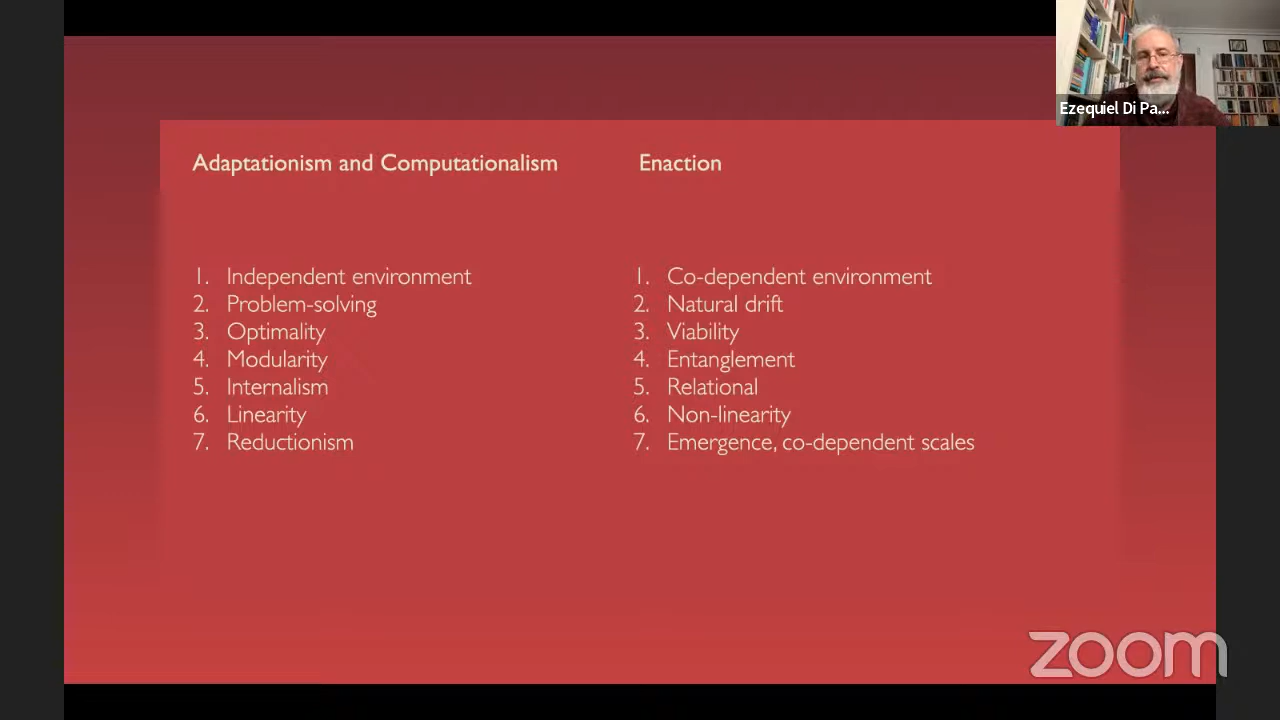 Ezequiel Di Pa...
Adaptationism and Computationalism
Enaction
1. Independent environment
2. Problem-solving
3. Optimality
4. Modularity
5. Internalism
6. Linearity
7. Reductionism
1. Co-dependent environment
2. Natural drift
3. Viability
4. Entanglement
5. Relational
6. Non-linearity
7. Emergence, co-dependent scales
zoom